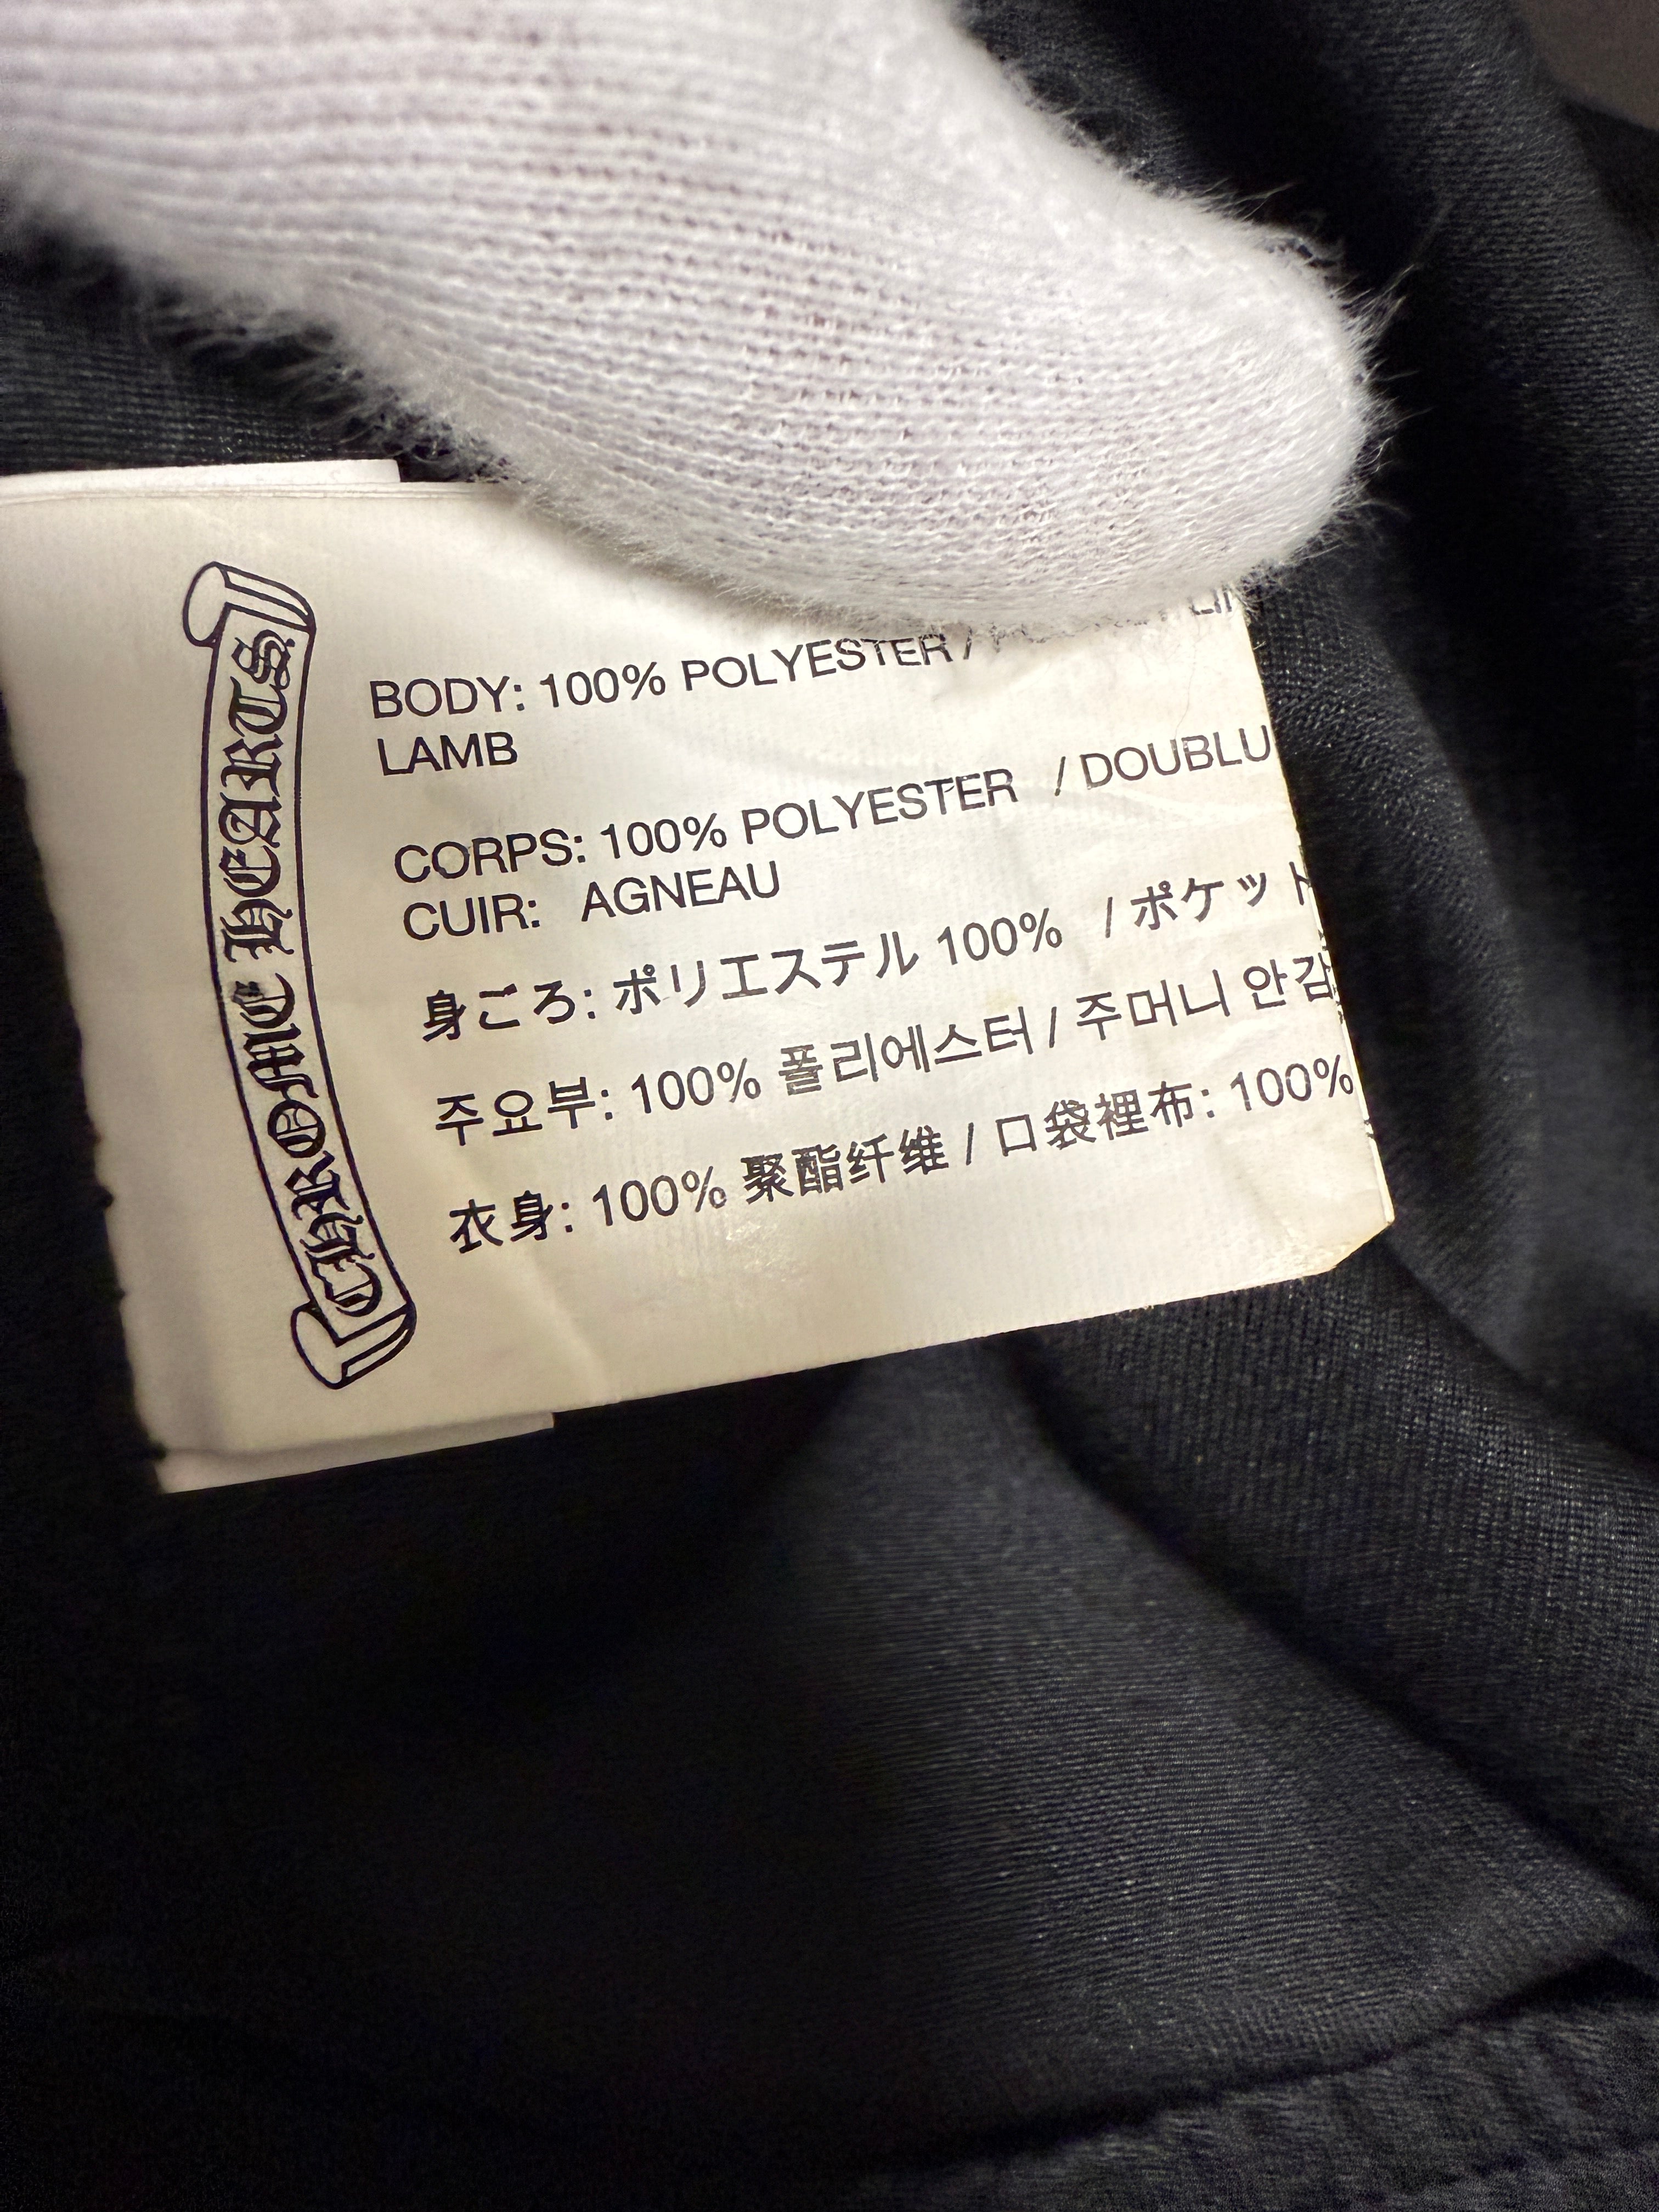 CHROME HEARTS
BODY: 100% POLYESTER /
LAMB
CORPS: 100% POLYESTER / DOUBLU
CUIR: AGNEAU
身ごろ: ポリエステル 100% / ポケット
주요부: 100% 폴리에스터 / 주머니 안감
衣身: 100% 聚酯纤维 / 口袋裡布: 100%